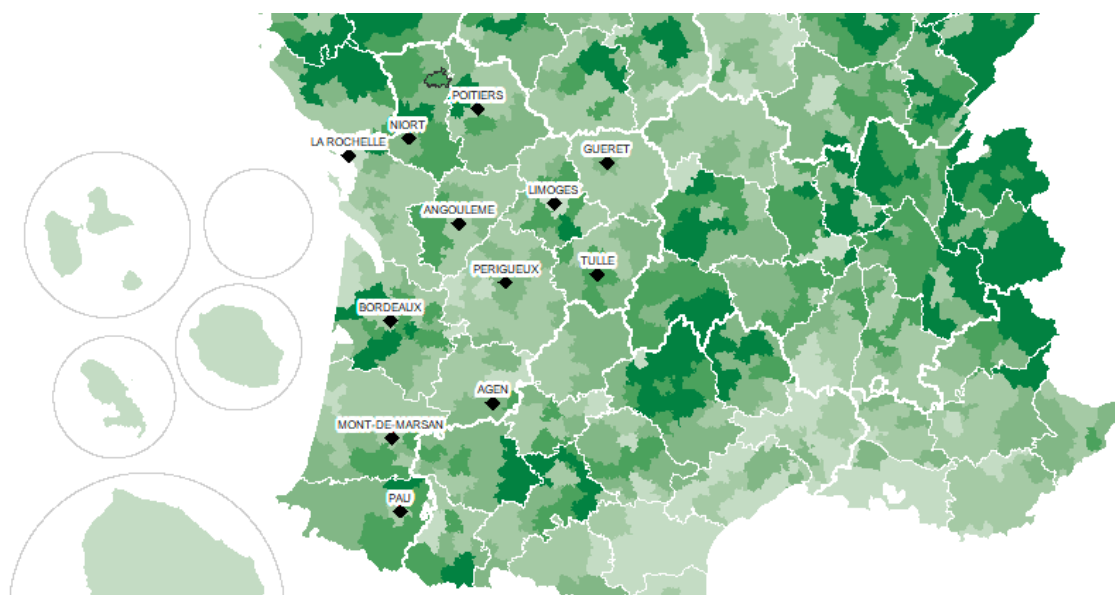 POITIERS
NIORT
LA ROCHELLE
GUERET
LIMOGES
ANGOULEME
TULLE
PERIGUEUX
BORDEAUX
AGEN
MONT-DE-MARSAN
PAU